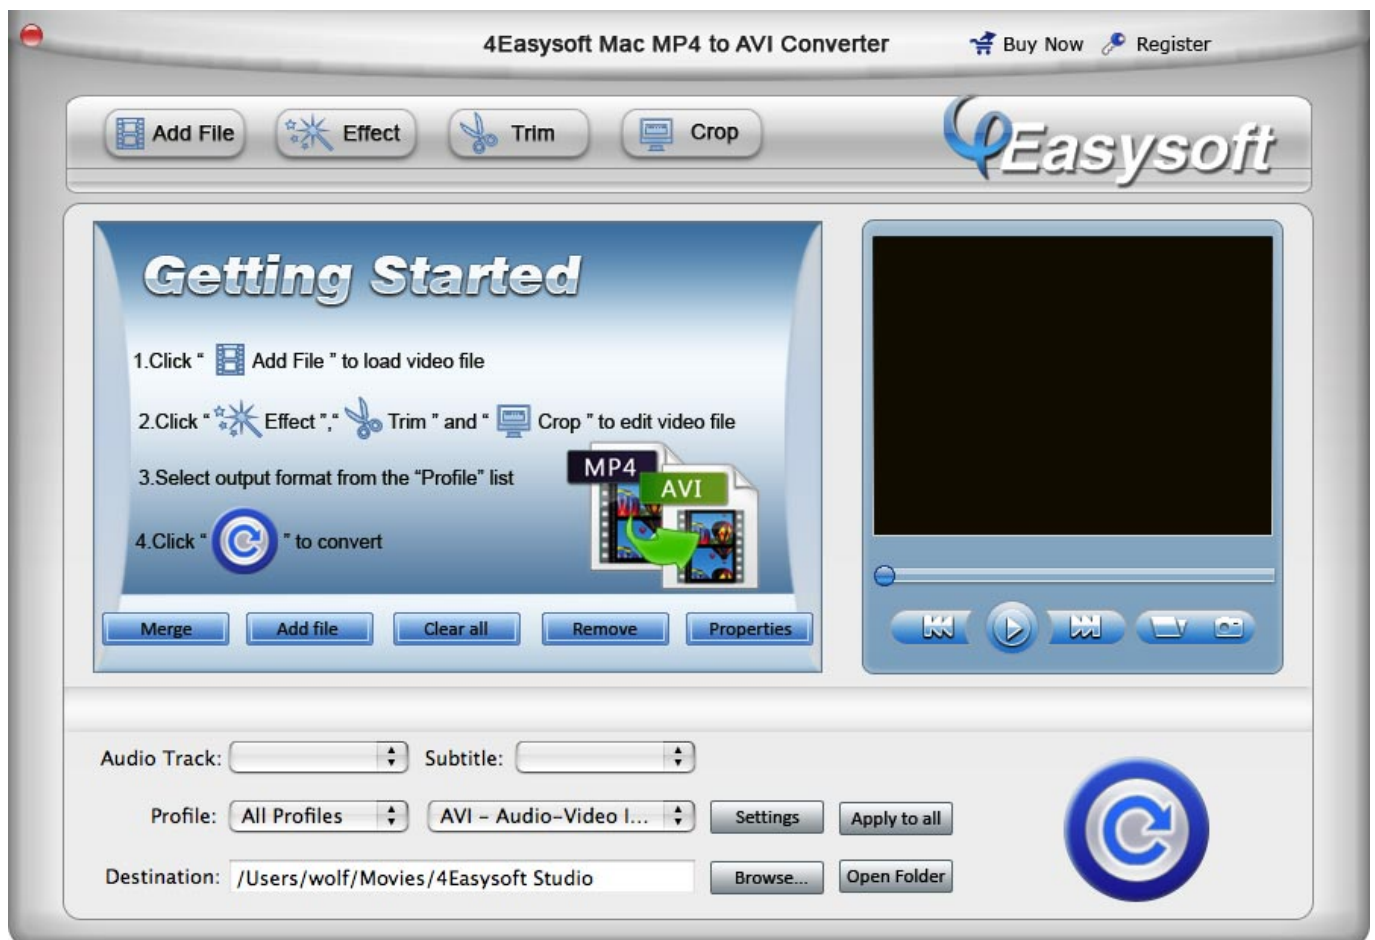 4Easysoft Mac MP4 to AVI Converter
Buy Now
Register
Add File
Effect
Trim
Crop
Easysoft
Getting Started
1.Click “ Add File ” to load video file
2.Click “ Effect ”,“ Trim ” and “ Crop ” to edit video file
3.Select output format from the “Profile” list
MP4
AVI
4.Click “ ” to convert
Merge
Add file
Clear all
Remove
Properties
Audio Track:
Subtitle:
Profile:
All Profiles
AVI – Audio–Video I...
Settings
Apply to all
Destination:
/Users/wolf/Movies/4Easysoft Studio
Browse...
Open Folder